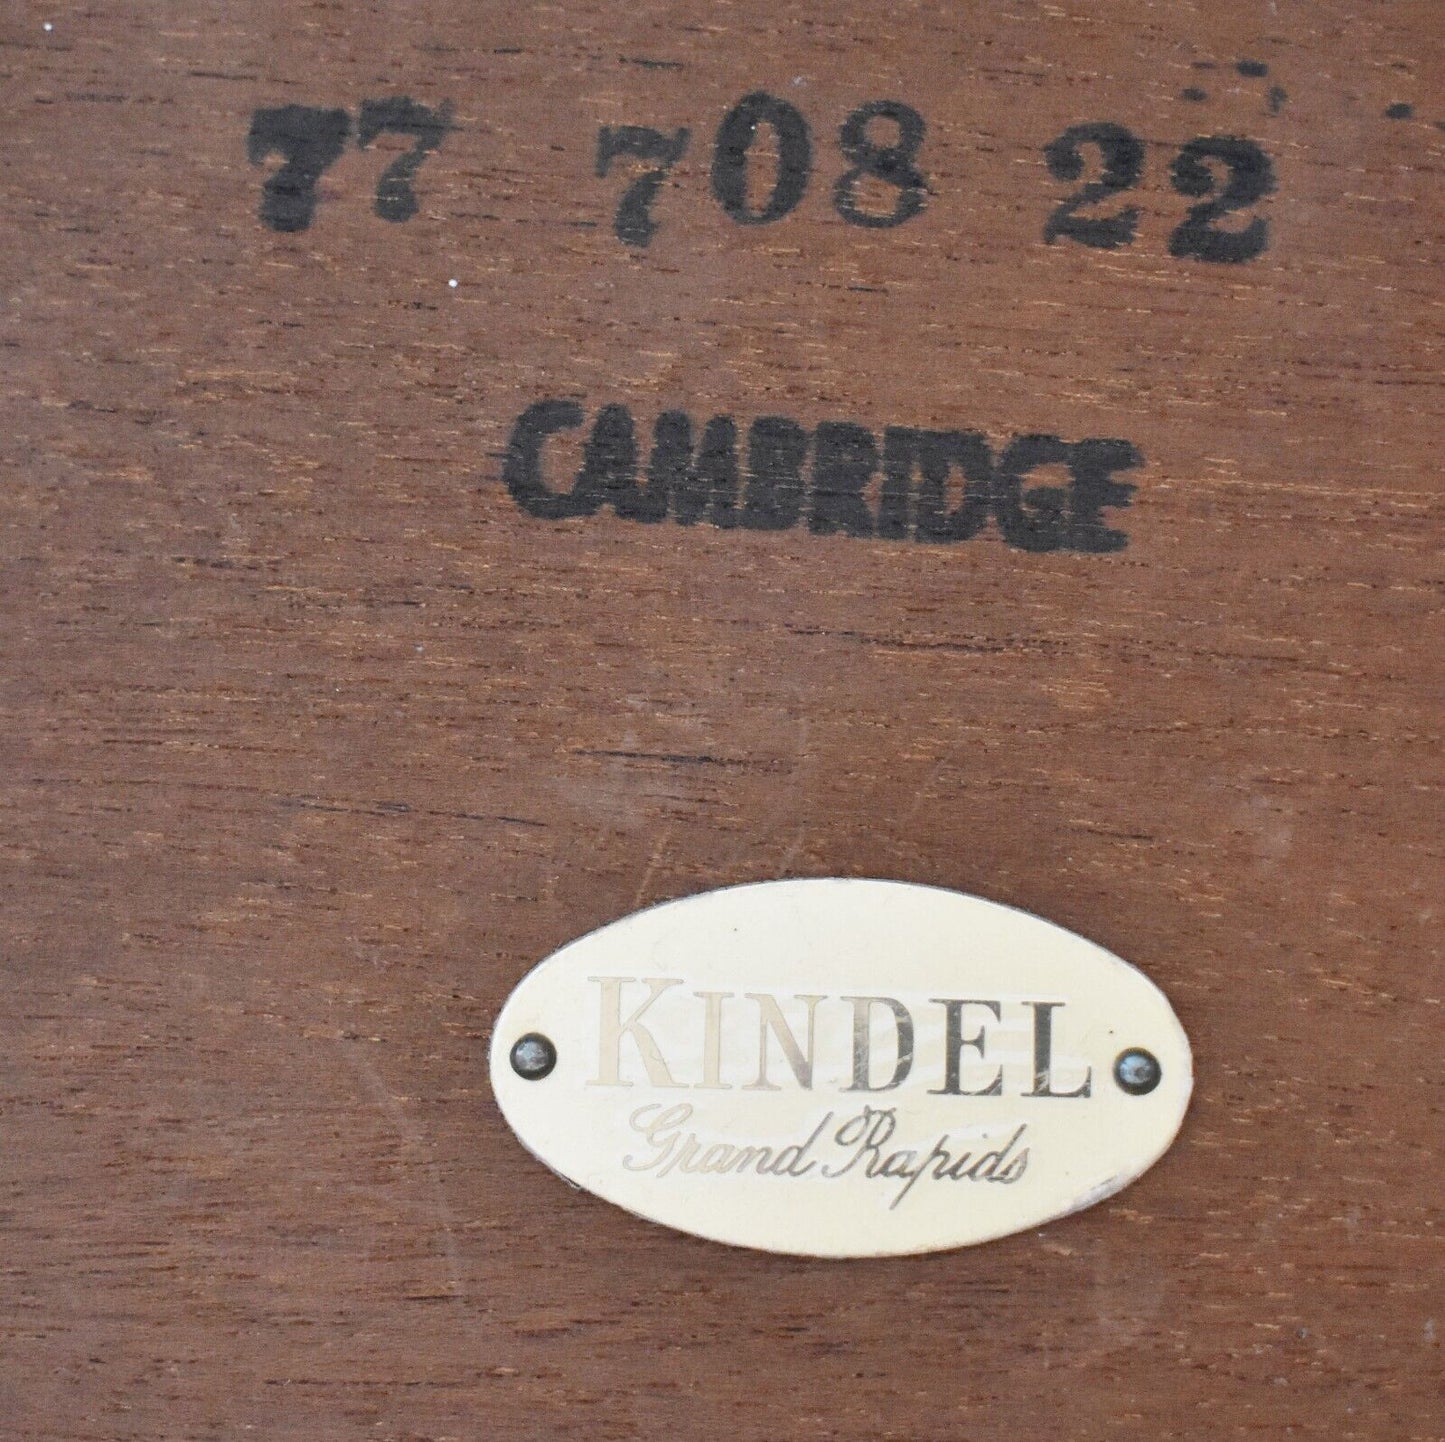 77 708 22
CAMBRIDGE
KINDEL
Grand Rapids